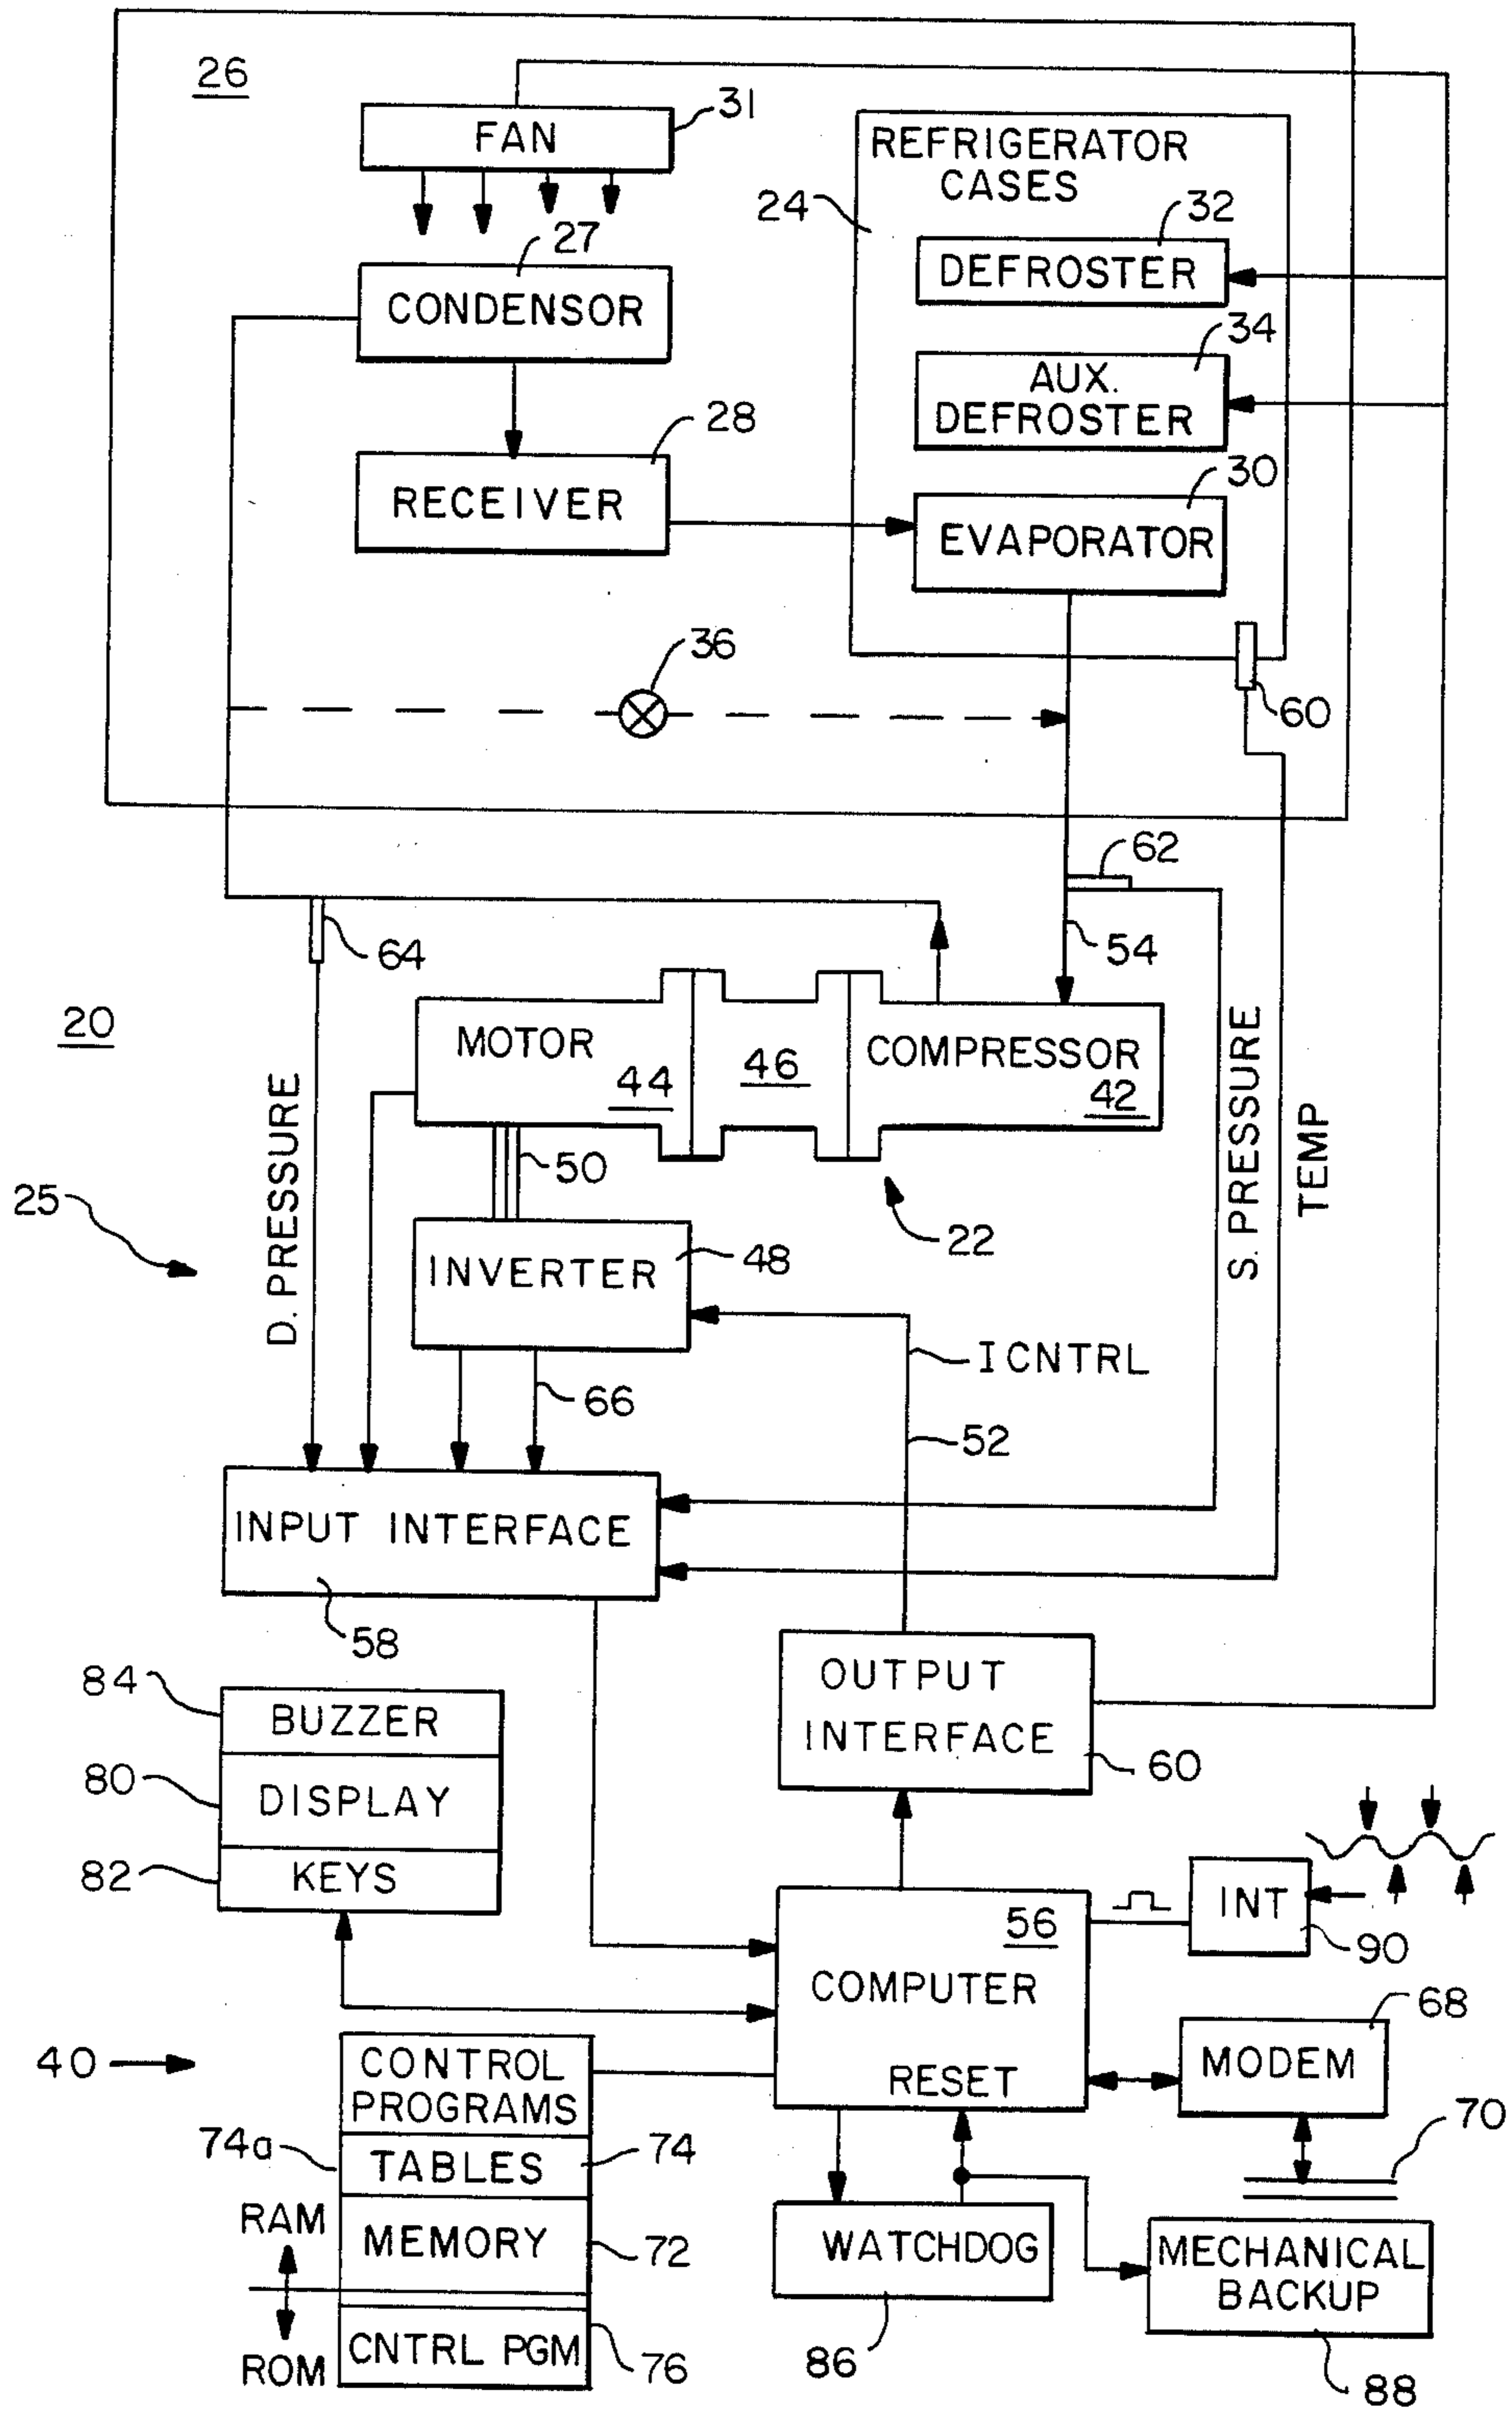 26
FAN
31
REFRIGERATOR
CASES
24
32
DEFROSTER
27
CONDENSOR
34
AUX.
DEFROSTER
28
RECEIVER
30
EVAPORATOR
36
60
62
64
54
20
MOTOR
44
46
COMPRESSOR
42
D. PRESSURE
S. PRESSURE
TEMP
50
25
22
INVERTER
48
ICNTRL
66
52
INPUT INTERFACE
58
OUTPUT
INTERFACE
60
84
BUZZER
80
DISPLAY
82
KEYS
56
COMPUTER
RESET
INT
90
68
MODEM
70
40
CONTROL
PROGRAMS
74a
TABLES
74
RAM
MEMORY
72
ROM
CNTRL PGM
76
WATCHDOG
86
MECHANICAL
BACKUP
88